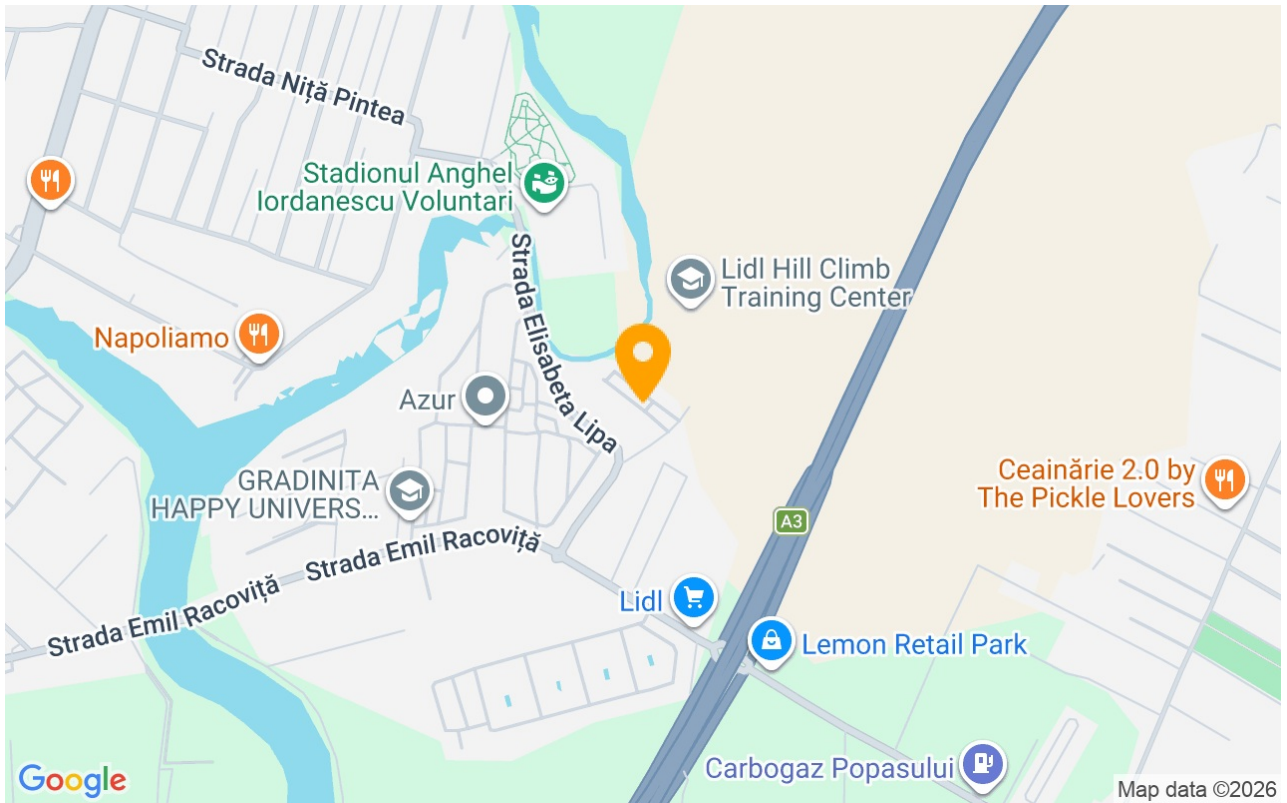 Strada Niță Pintea
Stadionul Anghel
Iordanescu Voluntari
Strada Elisabeta Lipa
Lidl Hill Climb
Training Center
Napoliamo
Azur
GRADINITA
HAPPY UNIVERS...
Ceainărie 2.0 by
The Pickle Lovers
A3
Strada Emil Racoviță
Strada Emil Racoviță
Lidl
Lemon Retail Park
Carbogaz Popasului
Google
Map data ©2026